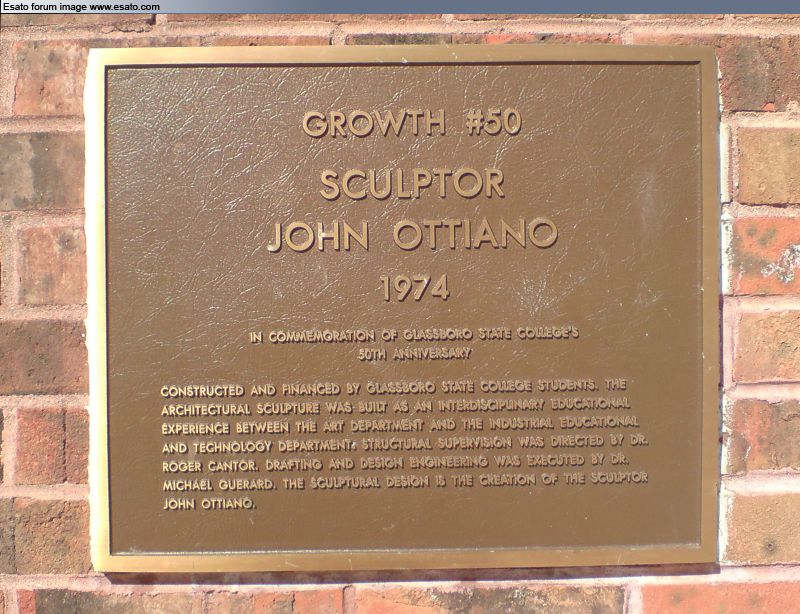 Esato forum image www.esato.com
GROWTH #50
SCULPTOR
JOHN OTTIANO
1974
IN COMMEMORATION OF GLASSBORO STATE COLLEGE'S
50TH ANNIVERSARY
CONSTRUCTED AND FINANCED BY GLASSBORO STATE COLLEGE STUDENTS. THE
ARCHITECTURAL SCULPTURE WAS BUILT AS AN INTERDISCIPLINARY EDUCATIONAL
EXPERIENCE BETWEEN THE ART DEPARTMENT AND THE INDUSTRIAL EDUCATIONAL
AND TECHNOLOGY DEPARTMENT. STRUCTURAL SUPERVISION WAS DIRECTED BY DR.
ROGER CANTOR. DRAFTING AND DESIGN ENGINEERING WAS EXECUTED BY DR.
MICHAEL GUERARD. THE SCULPTURAL DESIGN IS THE CREATION OF THE SCULPTOR
JOHN OTTIANO.